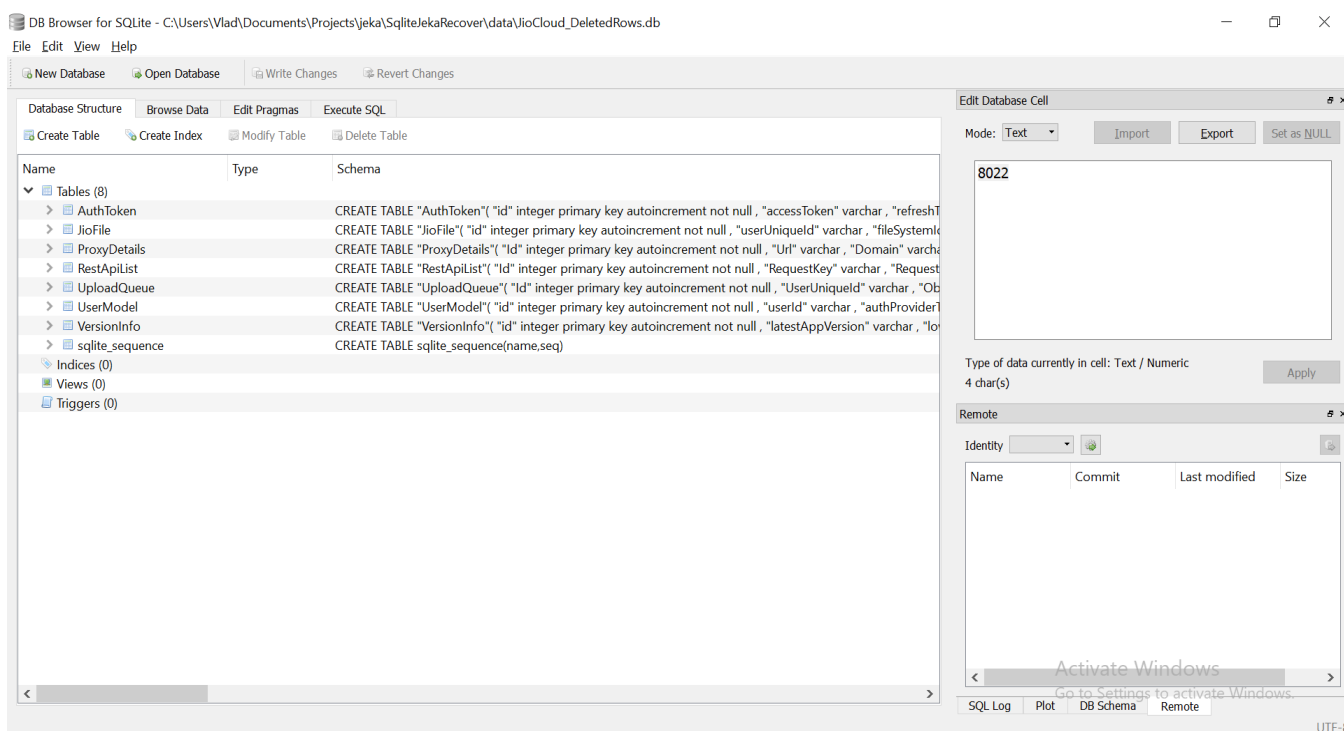 DB Browser for SQLite - C:\Users\Vlad\Documents\Projects\jeka\SqliteJekaRecover\data\JioCloud_DeletedRows.db
File Edit View Help
New Database Open Database Write Changes Revert Changes
Database Structure Browse Data Edit Pragmas Execute SQL
Create Table Create Index Modify Table Delete Table
Name Type Schema
Tables (8)
AuthToken CREATE TABLE "AuthToken"( "id" integer primary key autoincrement not null , "accessToken" varchar , "refreshT
JioFile CREATE TABLE "JioFile"( "id" integer primary key autoincrement not null , "userUniqueId" varchar , "fileSystemId
ProxyDetails CREATE TABLE "ProxyDetails"( "Id" integer primary key autoincrement not null , "Url" varchar , "Domain" varcha
RestApiList CREATE TABLE "RestApiList"( "Id" integer primary key autoincrement not null , "RequestKey" varchar , "Request
UploadQueue CREATE TABLE "UploadQueue"( "Id" integer primary key autoincrement not null , "UserUniqueId" varchar , "Ob
UserModel CREATE TABLE "UserModel"( "id" integer primary key autoincrement not null , "userId" varchar , "authProviderT
VersionInfo CREATE TABLE "VersionInfo"( "id" integer primary key autoincrement not null , "latestAppVersion" varchar , "lo
sqlite_sequence CREATE TABLE sqlite_sequence(name,seq)
Indices (0)
Views (0)
Triggers (0)
Edit Database Cell
Mode: Text Import Export Set as NULL
8022
Type of data currently in cell: Text / Numeric
4 char(s)
Apply
Remote
Identity
Name Commit Last modified Size
Activate Windows
Go to Settings to activate Windows.
SQL Log Plot DB Schema Remote